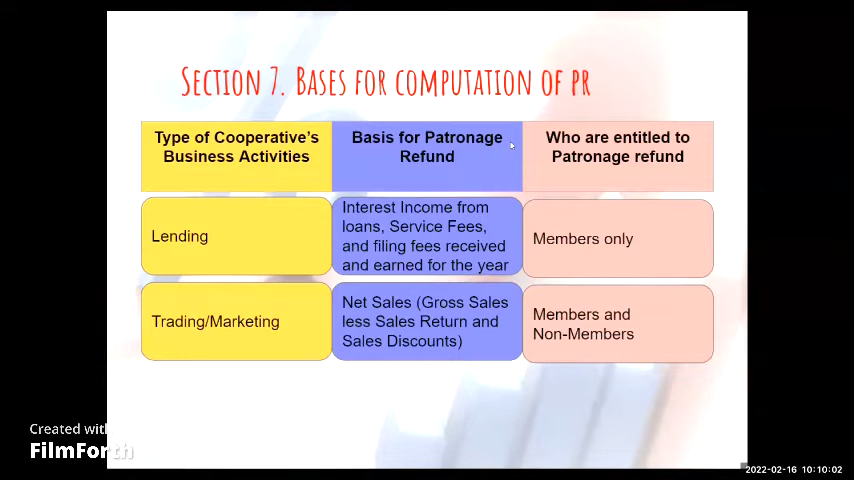 Section 7. Bases for computation of PR
Type of Cooperative's
Business Activities
Basis for Patronage
Refund
Who are entitled to
Patronage refund
Lending
Interest Income from
loans, Service Fees,
and filing fees received
and earned for the year
Members only
Trading/Marketing
Net Sales (Gross Sales
less Sales Return and
Sales Discounts)
Members and
Non-Members
Created with
FilmForth
2022-02-16 10:10:02